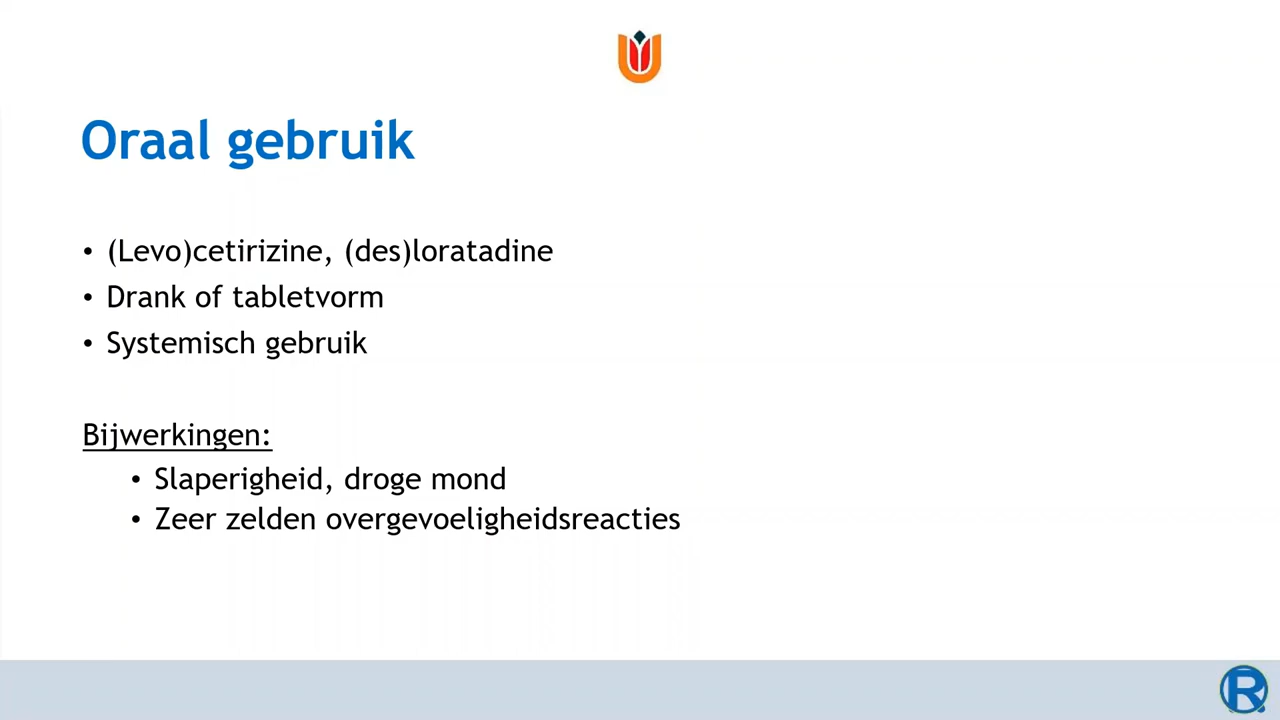 Oraal gebruik
• (Levo)cetirizine, (des)loratadine
• Drank of tabletvorm
• Systemisch gebruik
Bijwerkingen:
• Slaperigheid, droge mond
• Zeer zelden overgevoeligheidsreacties
R